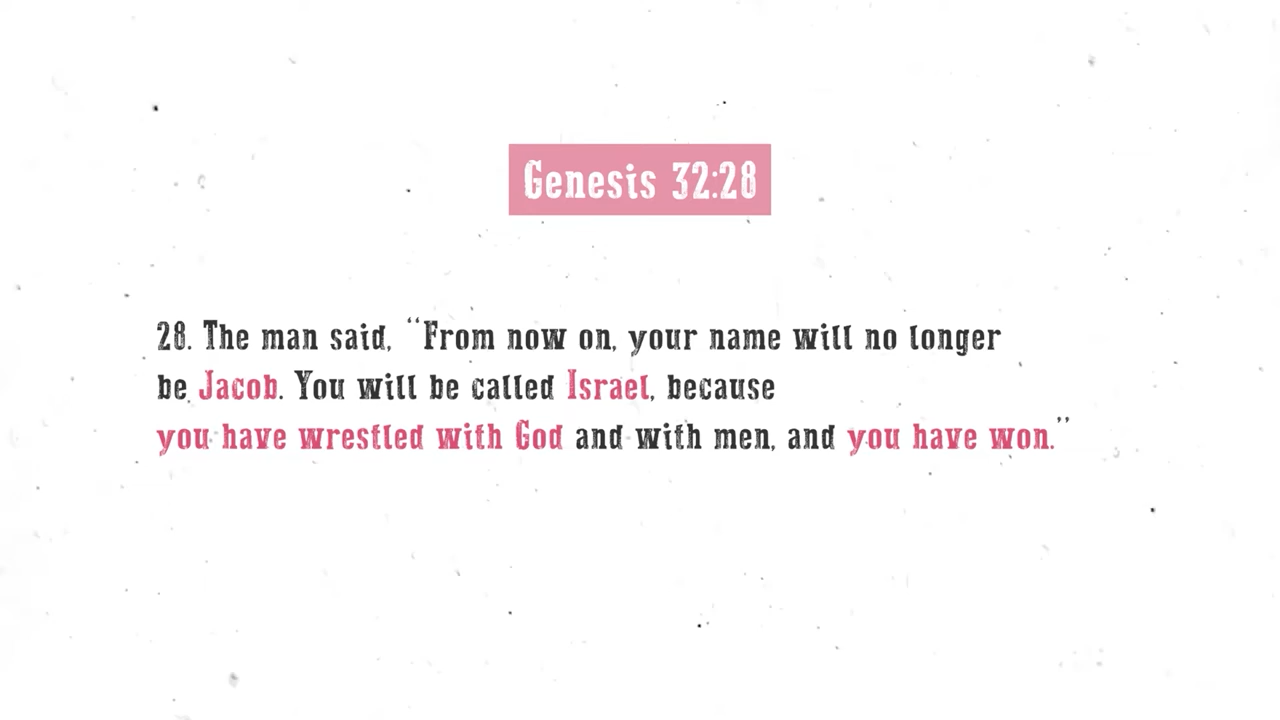 Genesis 32:28
28. The man said, “From now on, your name will no longer
be Jacob. You will be called Israel, because
you have wrestled with God and with men, and you have won.”